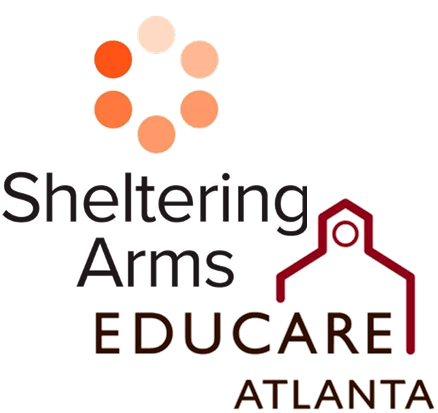 Sheltering
Arms
EDUCARE
ATLANTA